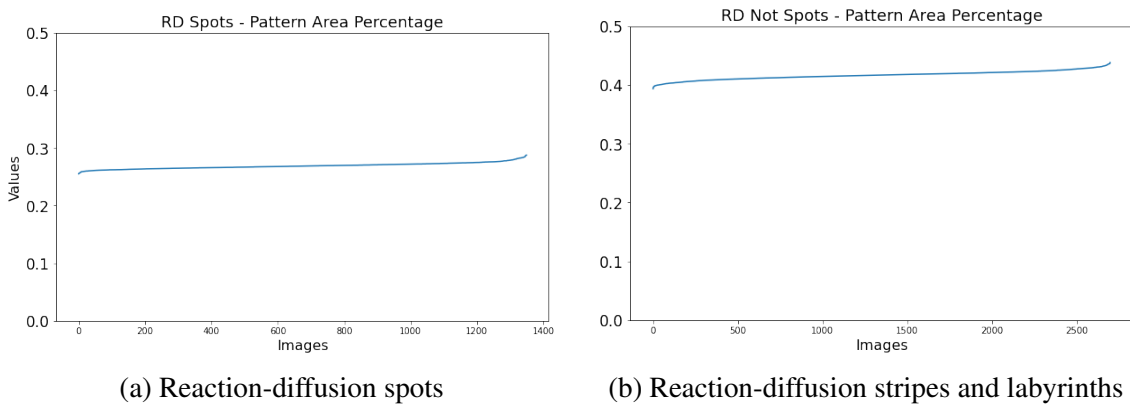 RD Spots - Pattern Area Percentage
0.5
0.4
0.3
0.2
0.1
0.0
Values
0 200 400 600 800 1000 1200 1400
Images
(a) Reaction-diffusion spots
RD Not Spots - Pattern Area Percentage
0.5
0.4
0.3
0.2
0.1
0.0
0 500 1000 1500 2000 2500
Images
(b) Reaction-diffusion stripes and labyrinths